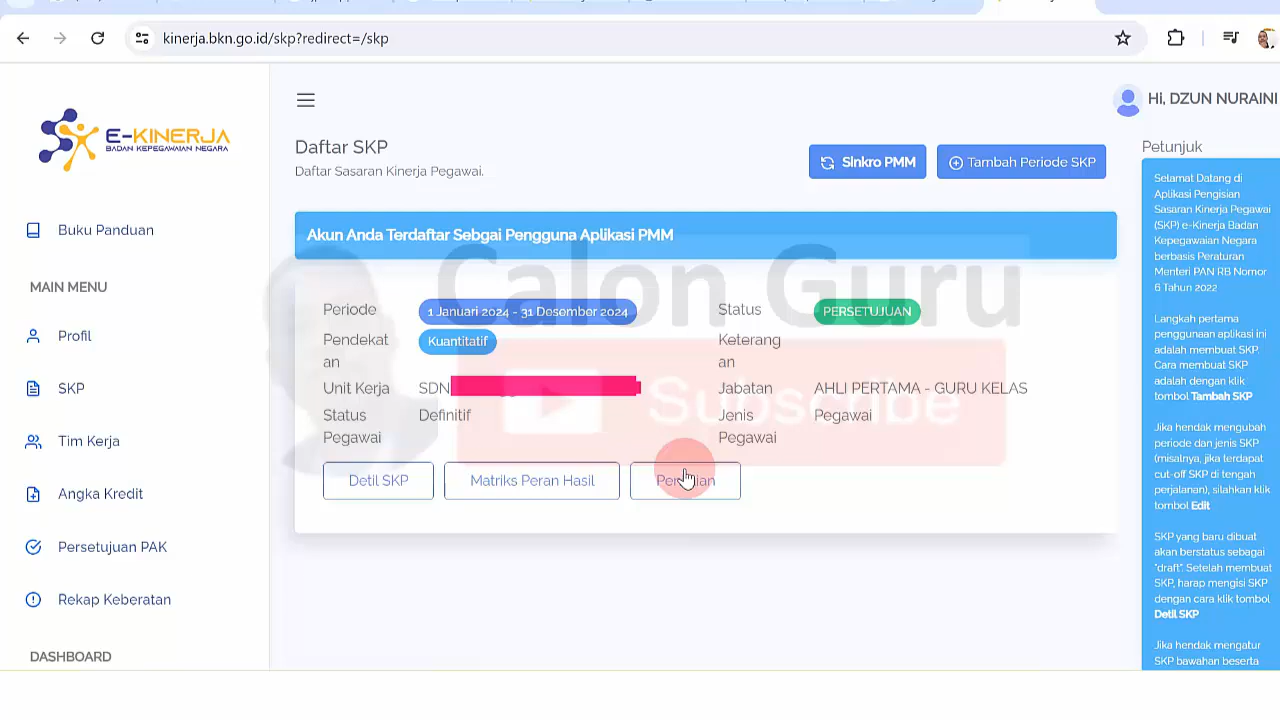 kinerja.bkn.go.id/skp?redirect=/skp
E-KINERJA
BADAN KEPEGAWAIAN NEGARA
Buku Panduan
MAIN MENU
Profil
SKP
Tim Kerja
Angka Kredit
Persetujuan PAK
Rekap Keberatan
DASHBOARD
Hi, DZUN NURAINI
Daftar SKP
Daftar Sasaran Kinerja Pegawai.
Sinkro PMM
Tambah Periode SKP
Akun Anda Terdaftar Sebgai Pengguna Aplikasi PMM
Calon Guru
Subscribe
Periode 1 Januari 2024 - 31 Desember 2024
Status PERSETUJUAN
Pendekat
an
Kuantitatif
Keterang
an
Unit Kerja SDN
Jabatan AHLI PERTAMA - GURU KELAS
Status
Pegawai
Definitif
Jenis
Pegawai
Pegawai
Detil SKP
Matriks Peran Hasil
Petunjuk
Selamat Datang di
Aplikasi Pengisian
Sasaran Kinerja Pegawai
(SKP) e-Kinerja Badan
Kepegawaian Negara
berbasis Peraturan
Menteri PAN RB Nomor
6 Tahun 2022
Langkah pertama
penggunaan aplikasi ini
adalah membuat SKP.
Cara membuat SKP
adalah dengan klik
tombol Tambah SKP
Jika hendak mengubah
periode dan jenis SKP
(misalnya, jika terdapat
cut-off SKP di tengah
perjalanan), silahkan klik
tombol Edit
SKP yang baru dibuat
akan berstatus sebagai
"draft". Setelah membuat
SKP, harap mengisi SKP
dengan cara klik tombol
Detil SKP
Jika hendak mengatur
SKP bawahan beserta